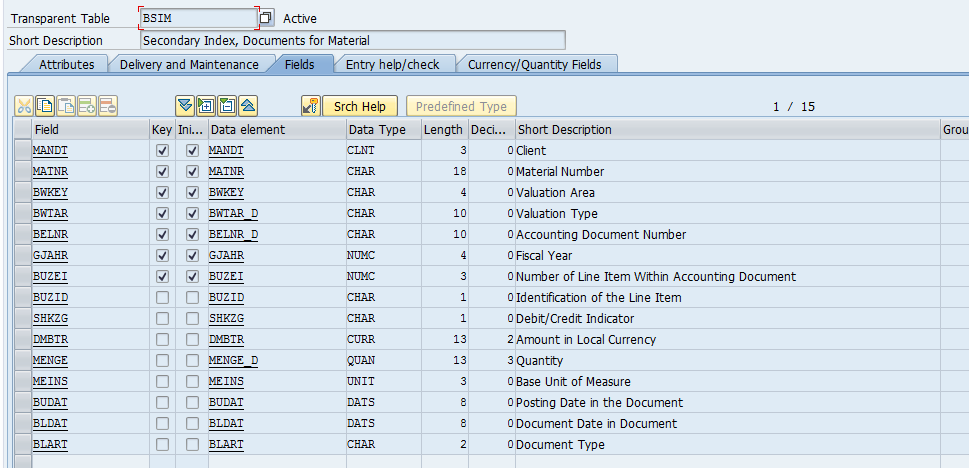 Transparent Table BSIM Active
Short Description Secondary Index, Documents for Material
Attributes Delivery and Maintenance Fields Entry help/check Currency/Quantity Fields
Srch Help Predefined Type 1 / 15
Field Key Ini... Data element Data Type Length Deci... Short Description Grou
MANDT MANDT CLNT 3 0 Client
MATNR MATNR CHAR 18 0 Material Number
BWKEY BWKEY CHAR 4 0 Valuation Area
BWTAR BWTAR_D CHAR 10 0 Valuation Type
BELNR BELNR_D CHAR 10 0 Accounting Document Number
GJAHR GJAHR NUMC 4 0 Fiscal Year
BUZEI BUZEI NUMC 3 0 Number of Line Item Within Accounting Document
BUZID BUZID CHAR 1 0 Identification of the Line Item
SHKZG SHKZG CHAR 1 0 Debit/Credit Indicator
DMBTR DMBTR CURR 13 2 Amount in Local Currency
MENGE MENGE_D QUAN 13 3 Quantity
MEINS MEINS UNIT 3 0 Base Unit of Measure
BUDAT BUDAT DATS 8 0 Posting Date in the Document
BLDAT BLDAT DATS 8 0 Document Date in Document
BLART BLART CHAR 2 0 Document Type